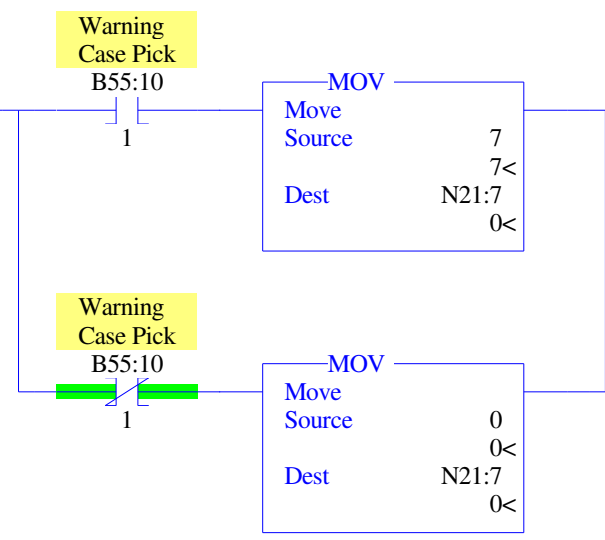 Warning
Case Pick
B55:10
1
MOV
Move
Source 7
7<
Dest N21:7
0<
Warning
Case Pick
B55:10
1
MOV
Move
Source 0
0<
Dest N21:7
0<